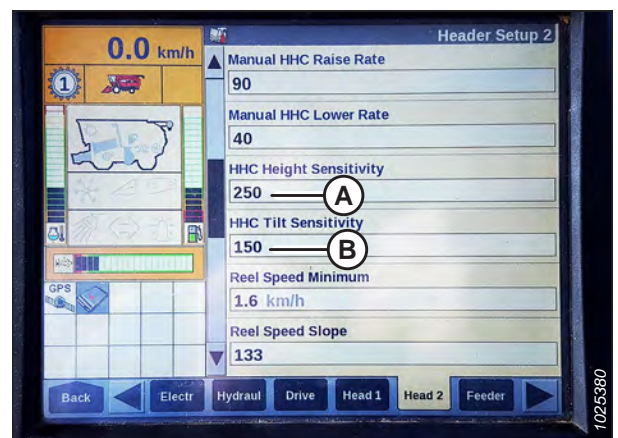 0.0 km/h
Header Setup 2
1
Manual HHC Raise Rate
90
Manual HHC Lower Rate
40
HHC Height Sensitivity
250
A
HHC Tilt Sensitivity
150
B
Reel Speed Minimum
1.6 km/h
GPS
Reel Speed Slope
133
Back
Electr
Hydraul
Drive
Head 1
Head 2
Feeder
1025380